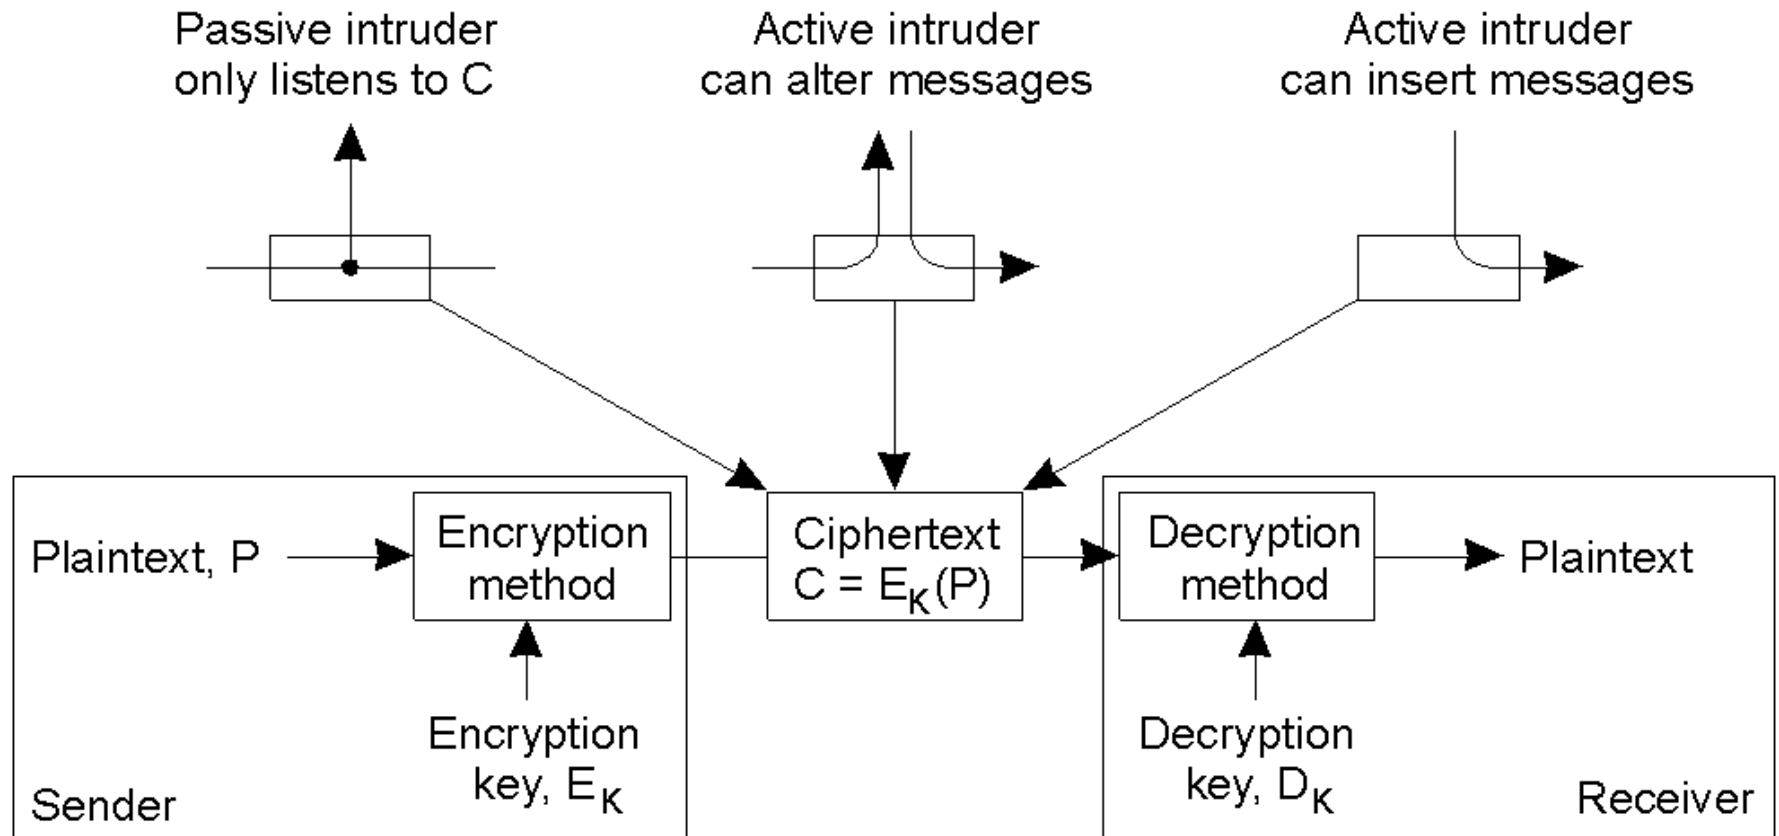 Passive intruder
only listens to C
Active intruder
can alter messages
Active intruder
can insert messages
Plaintext, P
Encryption
method
Ciphertext
C = E_K(P)
Decryption
method
Plaintext
Encryption
key, E_K
Decryption
key, D_K
Sender
Receiver